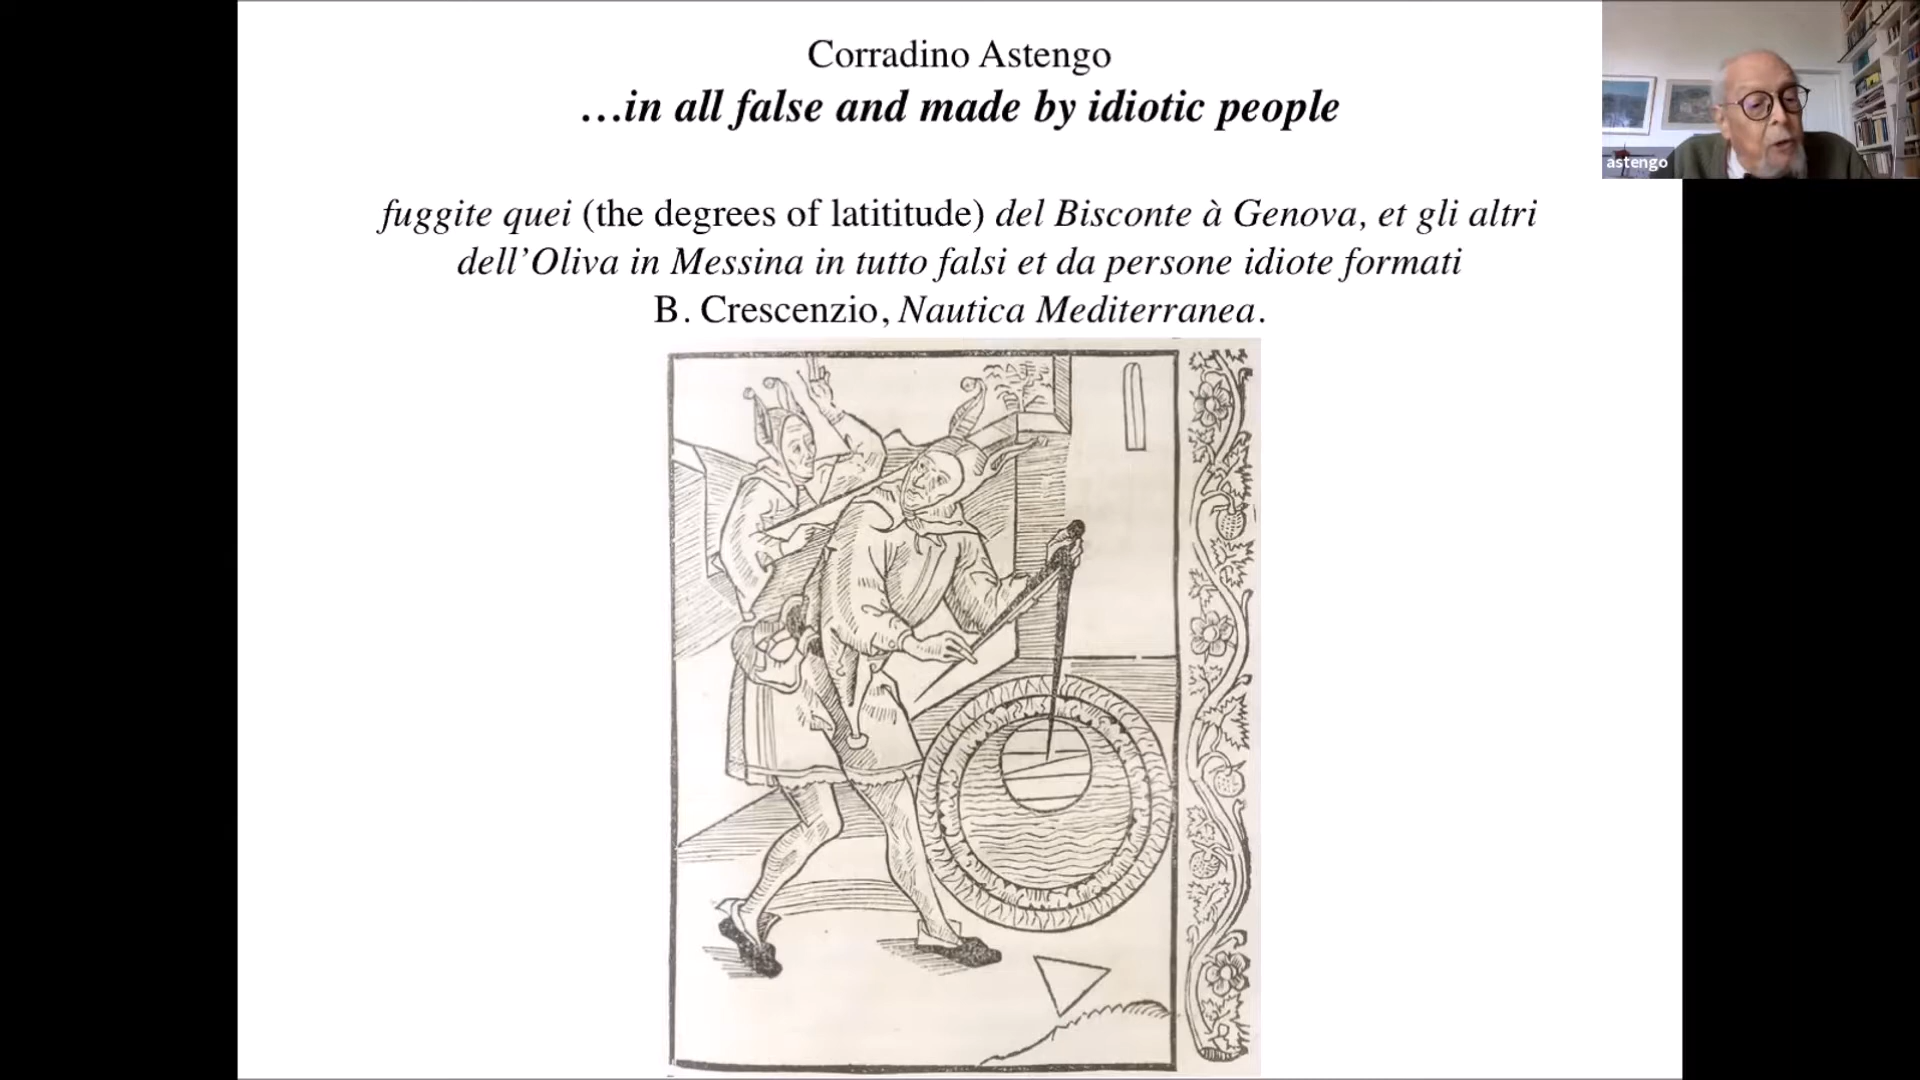 Corradino Astengo
…in all false and made by idiotic people
fuggite quei (the degrees of latititude) del Bisconte à Genova, et gli altri
dell’Oliva in Messina in tutto falsi et da persone idiote formati
B. Crescenzio, Nautica Mediterranea.
astengo